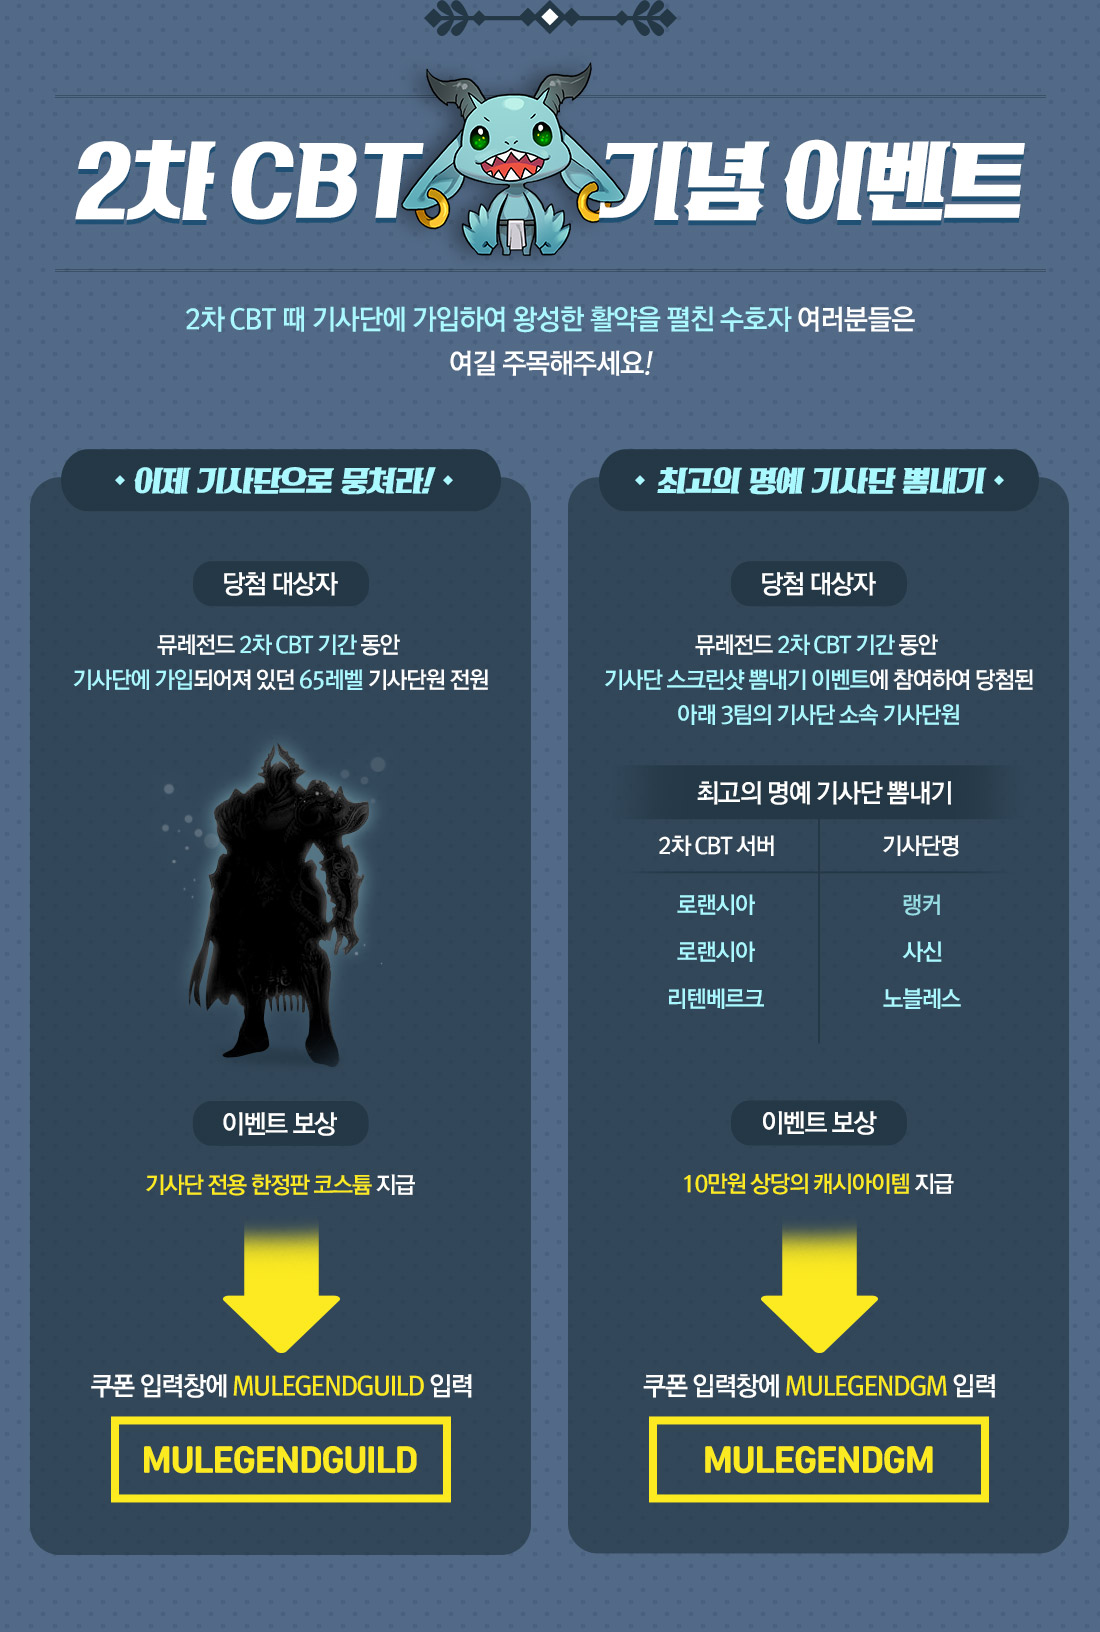 2차 CBT 기념 이벤트
2차 CBT 때 기사단에 가입하여 왕성한 활약을 펼친 수호자 여러분들은
여길 주목해주세요!
이제 기사단으로 뭉쳐라!
당첨 대상자
뮤레전드 2차 CBT 기간 동안
기사단에 가입되어져 있던 65레벨 기사단원 전원
이벤트 보상
기사단 전용 한정판 코스튬 지급
쿠폰 입력창에 MULEGENDGUILD 입력
MULEGENDGUILD
최고의 명예 기사단 뽐내기
당첨 대상자
뮤레전드 2차 CBT 기간 동안
기사단 스크린샷 뽐내기 이벤트에 참여하여 당첨된
아래 3팀의 기사단 소속 기사단원
최고의 명예 기사단 뽐내기
2차 CBT 서버 기사단명
로랜시아 랭커
로랜시아 사신
리텐베르크 노블레스
이벤트 보상
10만원 상당의 캐시아이템 지급
쿠폰 입력창에 MULEGENDGM 입력
MULEGENDGM